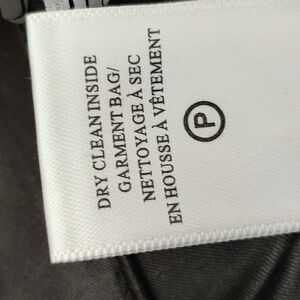 DRY CLEAN INSIDE
GARMENT BAG/
NETTOYAGE À SEC
EN HOUSSE À VÊTEMENT
P